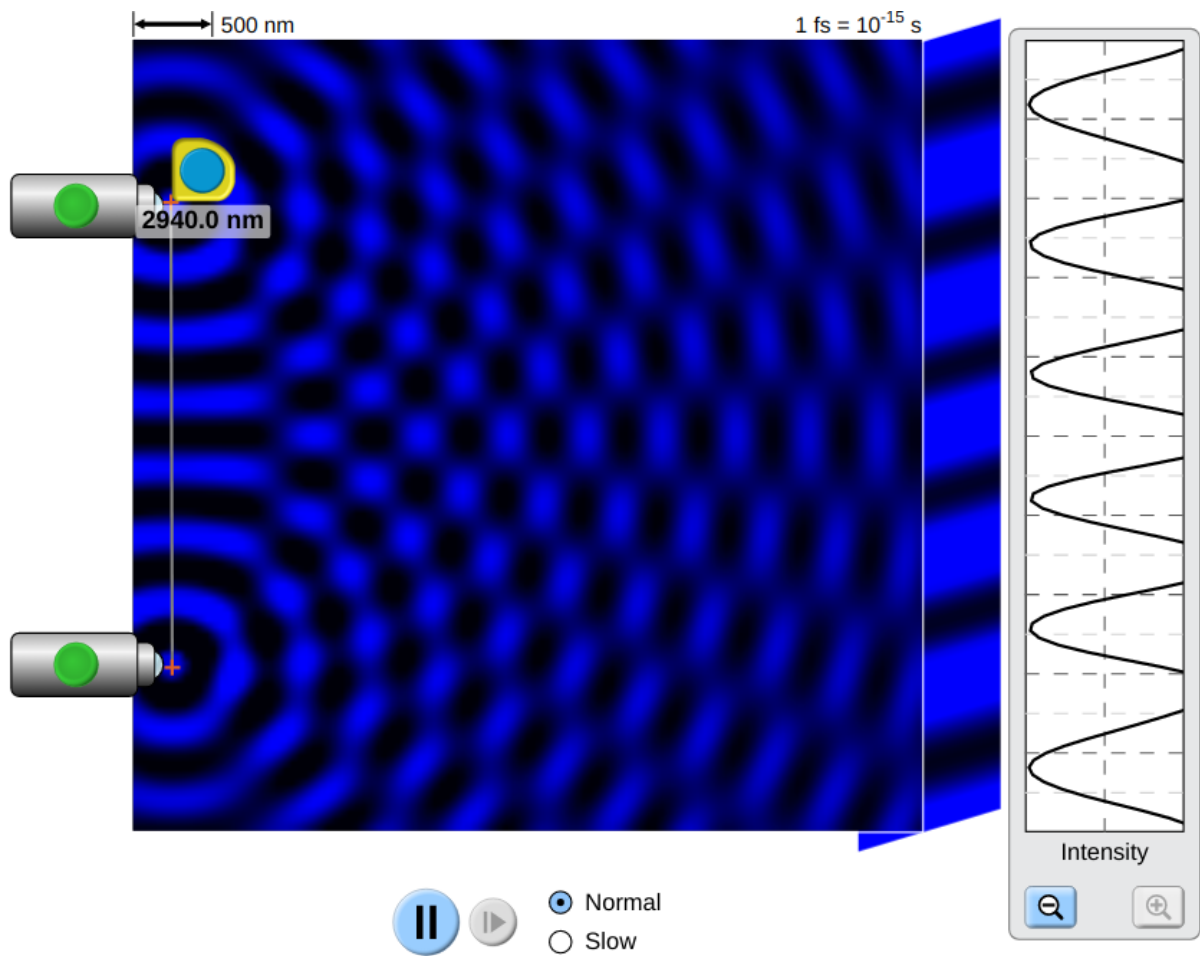 500 nm
1 fs = 10⁻¹⁵ s
2940.0 nm
Intensity
Normal
Slow